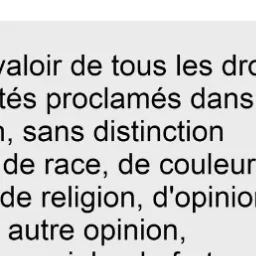 valoir de tous les dro
tés proclamés dans
n, sans distinction
de race, de couleur
de religion, d'opinion
autre opinion,